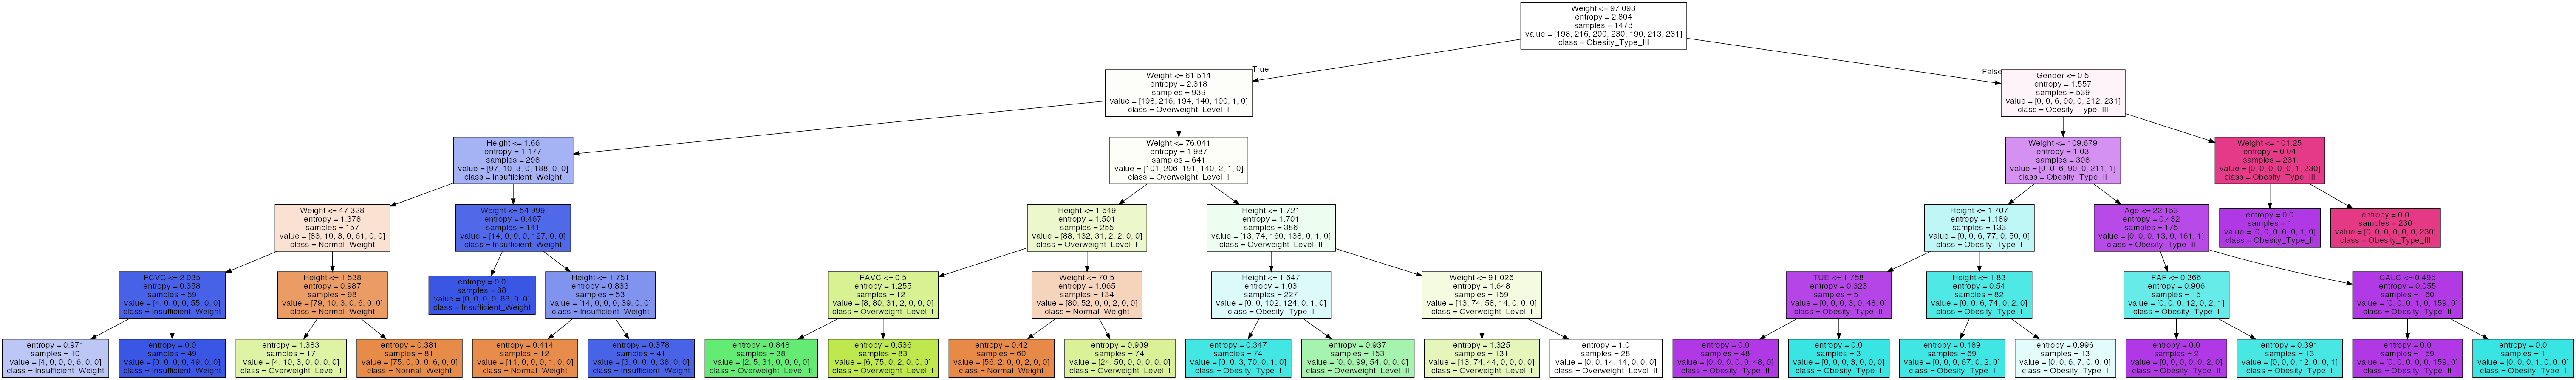 Weight <= 97.093
entropy = 2.804
samples = 1478
value = [198, 216, 200, 230, 190, 213, 231]
class = Obesity_Type_III
True
False
Weight <= 61.514
entropy = 2.318
samples = 939
value = [198, 216, 194, 140, 190, 1, 0]
class = Overweight_Level_I
Gender <= 0.5
entropy = 1.557
samples = 539
value = [0, 0, 6, 90, 0, 212, 231]
class = Obesity_Type_III
Height <= 1.66
entropy = 1.177
samples = 298
value = [97, 10, 3, 0, 188, 0, 0]
class = Insufficient_Weight
Weight <= 76.041
entropy = 1.987
samples = 641
value = [101, 206, 191, 140, 2, 1, 0]
class = Overweight_Level_I
Weight <= 109.679
entropy = 1.03
samples = 308
value = [0, 0, 6, 90, 0, 211, 1]
class = Obesity_Type_II
Weight <= 101.25
entropy = 0.04
samples = 231
value = [0, 0, 0, 0, 0, 1, 230]
class = Obesity_Type_III
Weight <= 47.328
entropy = 1.378
samples = 157
value = [83, 10, 3, 0, 61, 0, 0]
class = Normal_Weight
Weight <= 54.999
entropy = 0.467
samples = 141
value = [14, 0, 0, 0, 127, 0, 0]
class = Insufficient_Weight
Height <= 1.649
entropy = 1.501
samples = 255
value = [88, 132, 31, 2, 2, 0, 0]
class = Overweight_Level_I
Height <= 1.721
entropy = 1.701
samples = 386
value = [13, 74, 160, 138, 0, 1, 0]
class = Overweight_Level_II
Height <= 1.707
entropy = 1.189
samples = 133
value = [0, 0, 6, 77, 0, 50, 0]
class = Obesity_Type_I
Age <= 22.153
entropy = 0.432
samples = 175
value = [0, 0, 0, 13, 0, 161, 1]
class = Obesity_Type_II
entropy = 0.0
samples = 1
value = [0, 0, 0, 0, 0, 1, 0]
class = Obesity_Type_II
entropy = 0.0
samples = 230
value = [0, 0, 0, 0, 0, 0, 230]
class = Obesity_Type_III
FCVC <= 2.035
entropy = 0.358
samples = 59
value = [4, 0, 0, 0, 55, 0, 0]
class = Insufficient_Weight
Height <= 1.538
entropy = 0.987
samples = 98
value = [79, 10, 3, 0, 6, 0, 0]
class = Normal_Weight
entropy = 0.0
samples = 88
value = [0, 0, 0, 0, 88, 0, 0]
class = Insufficient_Weight
Height <= 1.751
entropy = 0.833
samples = 53
value = [14, 0, 0, 0, 39, 0, 0]
class = Insufficient_Weight
FAVC <= 0.5
entropy = 1.255
samples = 121
value = [8, 80, 31, 2, 0, 0, 0]
class = Overweight_Level_I
Weight <= 70.5
entropy = 1.065
samples = 134
value = [80, 52, 0, 0, 2, 0, 0]
class = Normal_Weight
Height <= 1.647
entropy = 1.03
samples = 227
value = [0, 0, 102, 124, 0, 1, 0]
class = Obesity_Type_I
Weight <= 91.026
entropy = 1.648
samples = 159
value = [13, 74, 58, 14, 0, 0, 0]
class = Overweight_Level_I
TUE <= 1.758
entropy = 0.323
samples = 51
value = [0, 0, 0, 3, 0, 48, 0]
class = Obesity_Type_II
Height <= 1.83
entropy = 0.54
samples = 82
value = [0, 0, 6, 74, 0, 2, 0]
class = Obesity_Type_I
FAF <= 0.366
entropy = 0.906
samples = 15
value = [0, 0, 0, 12, 0, 2, 1]
class = Obesity_Type_I
CALC <= 0.495
entropy = 0.055
samples = 160
value = [0, 0, 0, 1, 0, 159, 0]
class = Obesity_Type_II
entropy = 0.971
samples = 10
value = [4, 0, 0, 0, 6, 0, 0]
class = Insufficient_Weight
entropy = 0.0
samples = 49
value = [0, 0, 0, 0, 49, 0, 0]
class = Insufficient_Weight
entropy = 1.383
samples = 17
value = [4, 10, 3, 0, 0, 0, 0]
class = Overweight_Level_I
entropy = 0.381
samples = 81
value = [75, 0, 0, 0, 6, 0, 0]
class = Normal_Weight
entropy = 0.414
samples = 12
value = [11, 0, 0, 0, 1, 0, 0]
class = Normal_Weight
entropy = 0.378
samples = 41
value = [3, 0, 0, 0, 38, 0, 0]
class = Insufficient_Weight
entropy = 0.848
samples = 38
value = [2, 5, 31, 0, 0, 0, 0]
class = Overweight_Level_II
entropy = 0.536
samples = 83
value = [6, 75, 0, 2, 0, 0, 0]
class = Overweight_Level_I
entropy = 0.42
samples = 60
value = [56, 2, 0, 0, 2, 0, 0]
class = Normal_Weight
entropy = 0.909
samples = 74
value = [24, 50, 0, 0, 0, 0, 0]
class = Overweight_Level_I
entropy = 0.347
samples = 74
value = [0, 0, 3, 70, 0, 1, 0]
class = Obesity_Type_I
entropy = 0.937
samples = 153
value = [0, 0, 99, 54, 0, 0, 0]
class = Overweight_Level_II
entropy = 1.325
samples = 131
value = [13, 74, 44, 0, 0, 0, 0]
class = Overweight_Level_I
entropy = 1.0
samples = 28
value = [0, 0, 14, 14, 0, 0, 0]
class = Overweight_Level_II
entropy = 0.0
samples = 48
value = [0, 0, 0, 0, 0, 48, 0]
class = Obesity_Type_II
entropy = 0.0
samples = 3
value = [0, 0, 0, 3, 0, 0, 0]
class = Obesity_Type_I
entropy = 0.189
samples = 69
value = [0, 0, 0, 67, 0, 2, 0]
class = Obesity_Type_I
entropy = 0.996
samples = 13
value = [0, 0, 6, 7, 0, 0, 0]
class = Obesity_Type_I
entropy = 0.0
samples = 2
value = [0, 0, 0, 0, 0, 2, 0]
class = Obesity_Type_II
entropy = 0.391
samples = 13
value = [0, 0, 0, 12, 0, 0, 1]
class = Obesity_Type_I
entropy = 0.0
samples = 159
value = [0, 0, 0, 0, 0, 159, 0]
class = Obesity_Type_II
entropy = 0.0
samples = 1
value = [0, 0, 0, 1, 0, 0, 0]
class = Obesity_Type_I